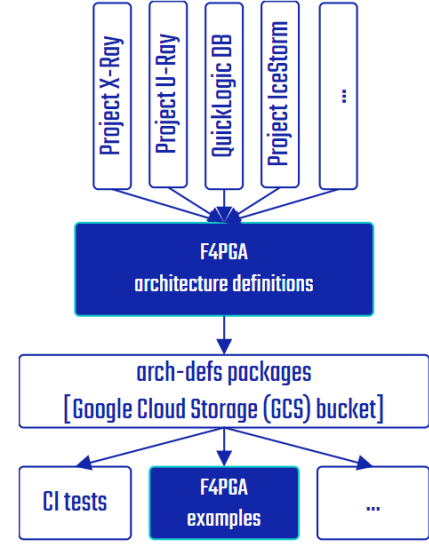 Project X-Ray
Project U-Ray
QuickLogic DB
Project IceStorm
...
F4PGA
architecture definitions
arch-defs packages
[Google Cloud Storage (GCS) bucket]
CI tests
F4PGA
examples
...